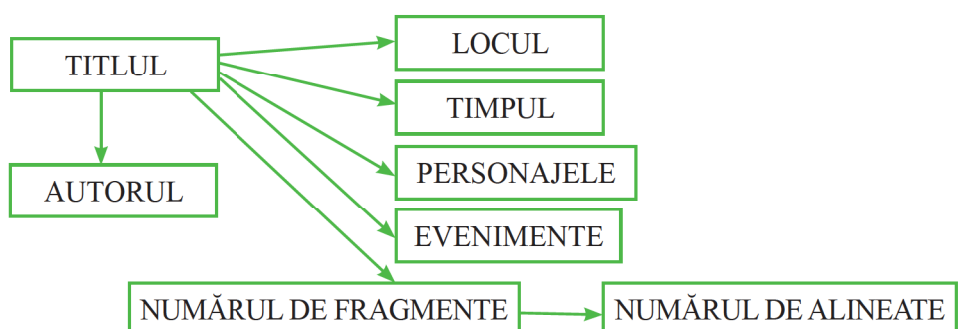 LOCUL
TITLUL
TIMPUL
PERSONAJELE
AUTORUL
EVENIMENTE
NUMĂRUL DE FRAGMENTE
NUMĂRUL DE ALINEATE